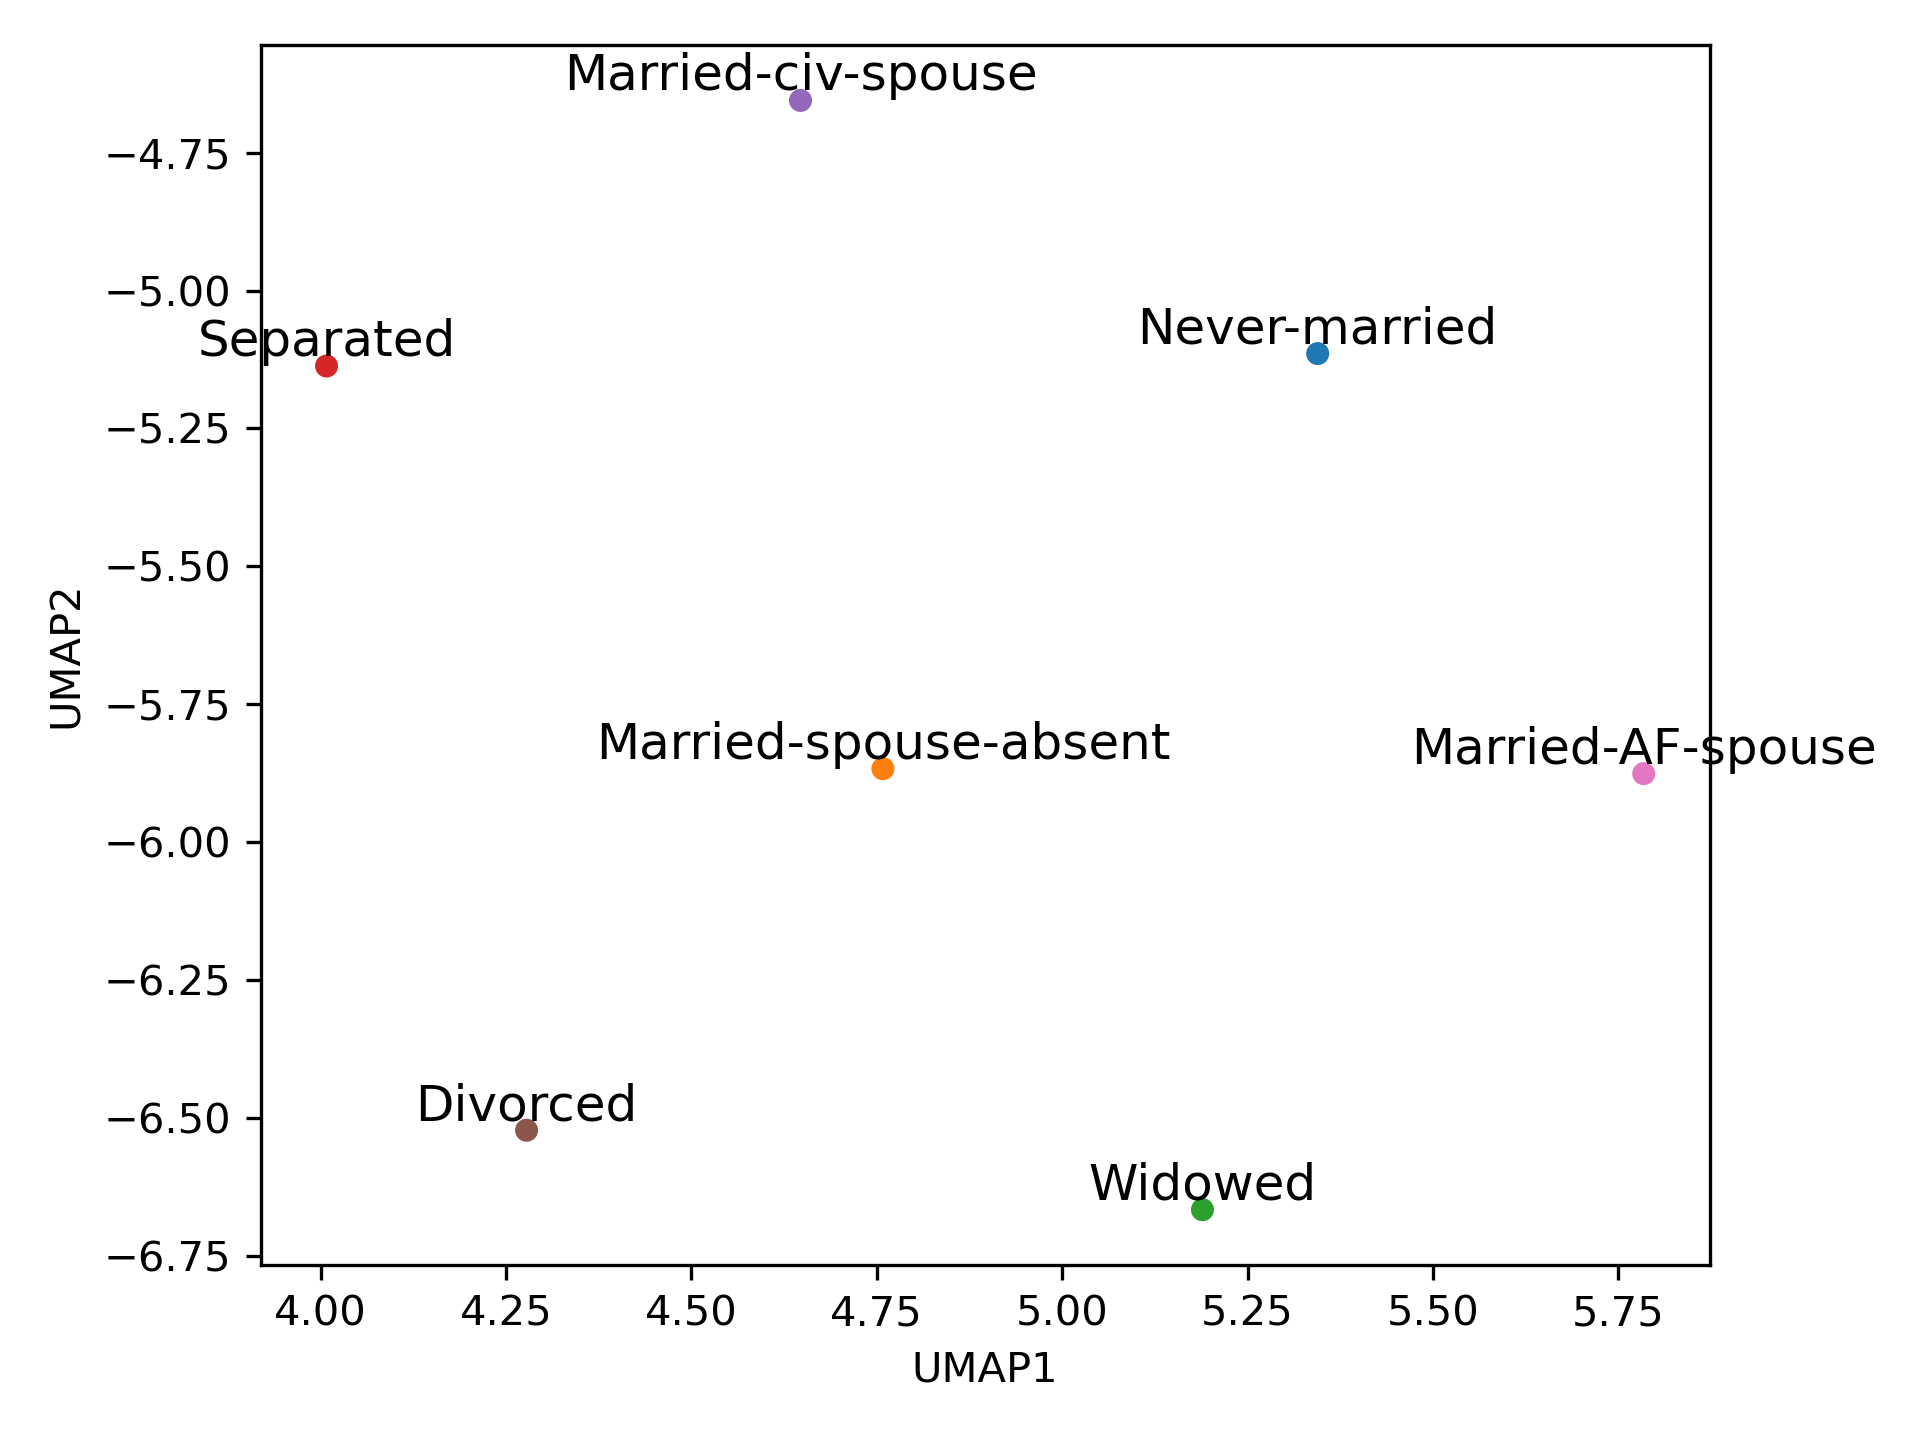 Married-civ-spouse
−4.75
−5.00
Never-married
Separated
−5.25
−5.50
UMAP2
−5.75
Married-spouse-absent
Married-AF-spouse
−6.00
−6.25
Divorced
−6.50
Widowed
−6.75
4.00 4.25 4.50 4.75 5.00 5.25 5.50 5.75
UMAP1